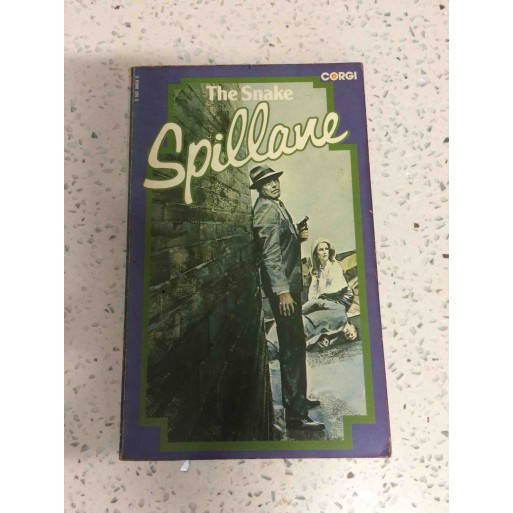 The Snake
CORGI
Spillane